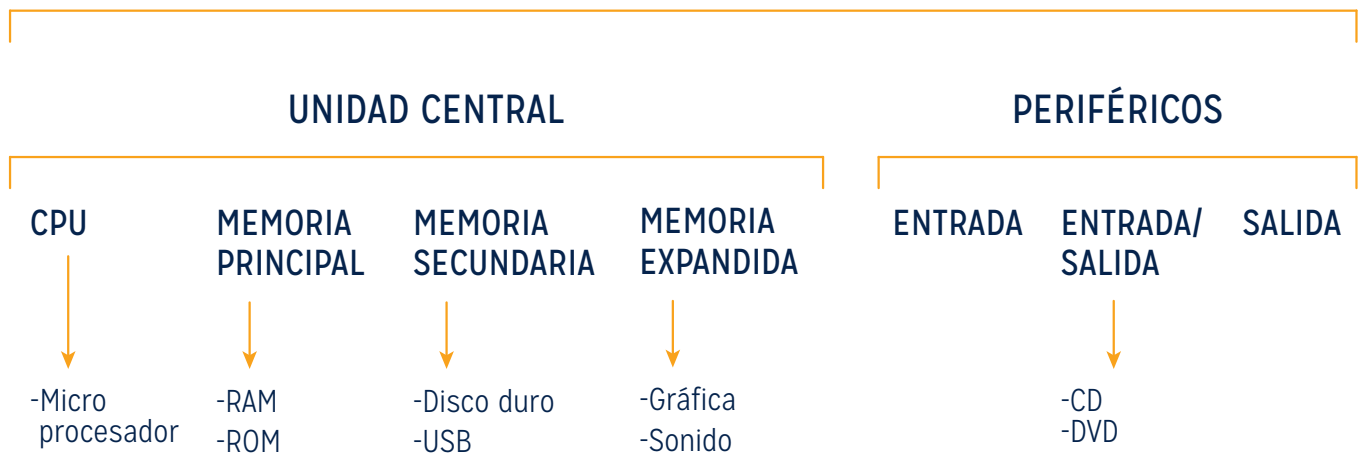 UNIDAD CENTRAL
PERIFÉRICOS
CPU
MEMORIA
PRINCIPAL
MEMORIA
SECUNDARIA
MEMORIA
EXPANDIDA
ENTRADA
ENTRADA/
SALIDA
SALIDA
-Micro
procesador
-RAM
-ROM
-Disco duro
-USB
-Gráfica
-Sonido
-CD
-DVD